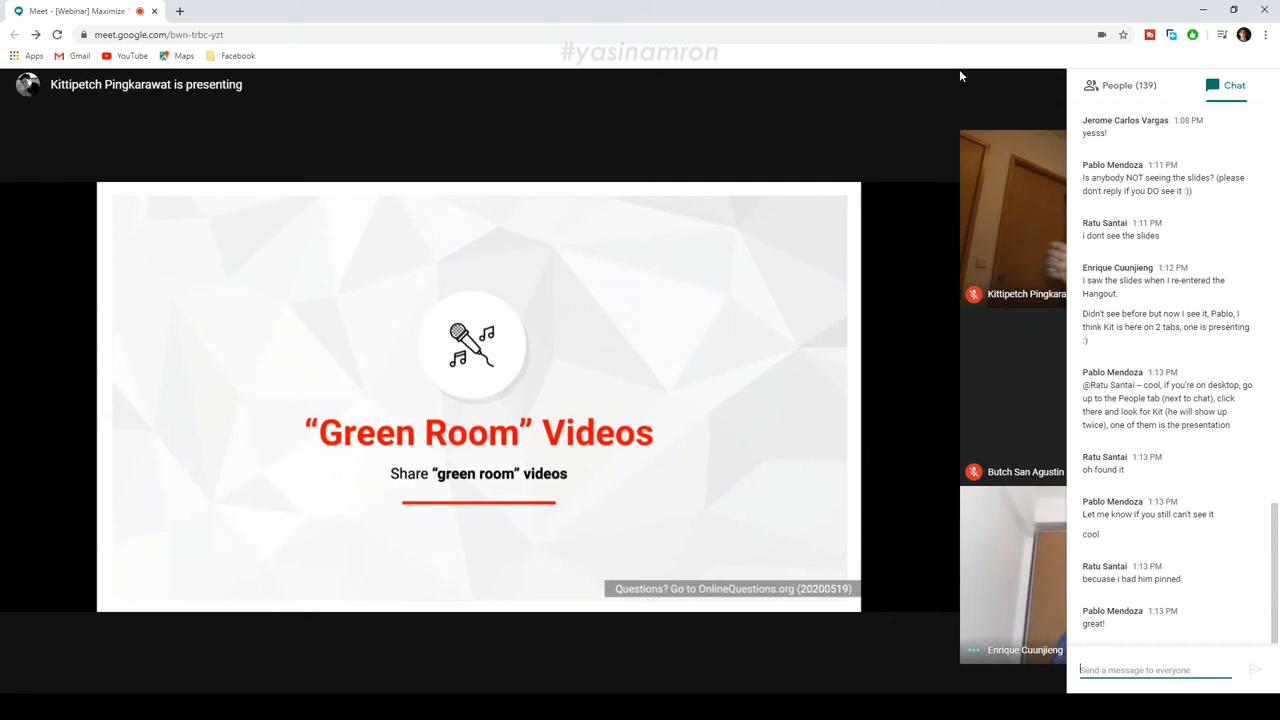 Meet - [Webinar] Maximize
meet.google.com/bwn-trbc-yzt
#yasinamron
Apps
Gmail
YouTube
Maps
Facebook
Kittipetch Pingkarawat is presenting
People (139)
Chat
Jerome Carlos Vargas 1:08 PM
yesss!
Pablo Mendoza 1:11 PM
Is anybody NOT seeing the slides? (please
don't reply if you DO see it :))
Ratu Santai 1:11 PM
i dont see the slides
Enrique Cuunjieng 1:12 PM
I saw the slides when I re-entered the
Hangout.
Didn't see before but now I see it, Pablo, I
think Kit is here on 2 tabs, one is presenting
:)
Pablo Mendoza 1:13 PM
@Ratu Santai – cool, if you're on desktop, go
up to the People tab (next to chat), click
there and look for Kit (he will show up
twice), one of them is the presentation
Ratu Santai 1:13 PM
oh found it
Pablo Mendoza 1:13 PM
Let me know if you still can't see it
cool
Ratu Santai 1:13 PM
becuase i had him pinned
Pablo Mendoza 1:13 PM
great!
Send a message to everyone
“Green Room” Videos
Share “green room” videos
Questions? Go to OnlineQuestions.org (20200519)
Kittipetch Pingkara
Butch San Agustin
Enrique Cuunjieng